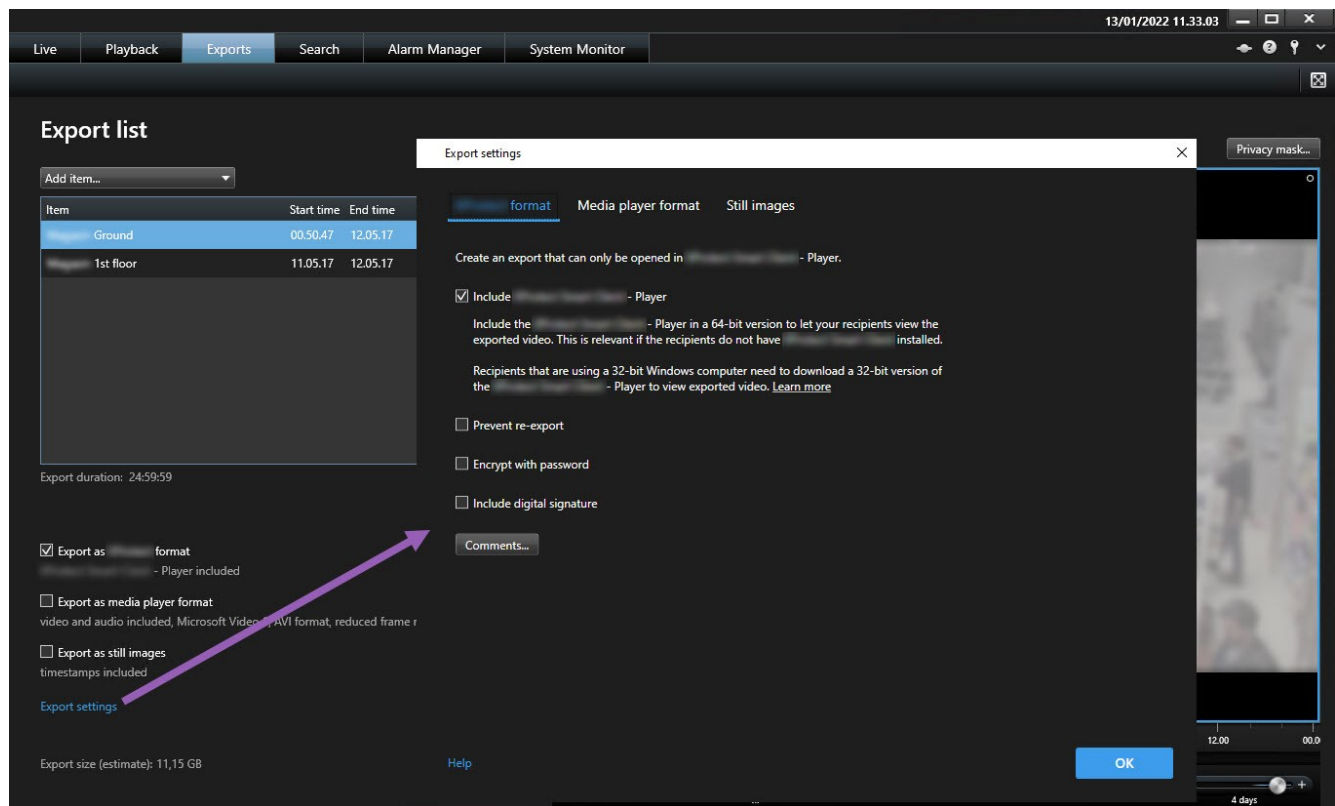 13/01/2022 11.33.03
Live Playback Exports Search Alarm Manager System Monitor
Export list
Privacy mask...
Add item...
Item Start time End time
Ground 00.50.47 12.05.17
1st floor 11.05.17 12.05.17
Export duration: 24:59:59
Export as format
- Player included
Export as media player format
video and audio included, Microsoft Video AVI format, reduced frame
Export as still images
timestamps included
Export settings
Export size (estimate): 11,15 GB
Export settings
format Media player format Still images
Create an export that can only be opened in - Player.
Include - Player
Include the - Player in a 64-bit version to let your recipients view the
exported video. This is relevant if the recipients do not have installed.
Recipients that are using a 32-bit Windows computer need to download a 32-bit version of
the - Player to view exported video. Learn more
Prevent re-export
Encrypt with password
Include digital signature
Comments...
Help
OK
12.00 00.0
4 days